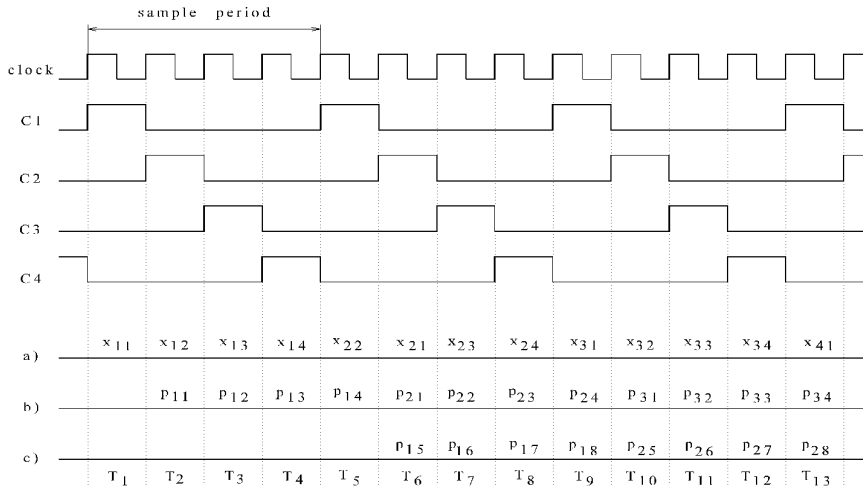 sample period
clock
C1
C2
C3
C4
a) x11 x12 x13 x14 x22 x21 x23 x24 x31 x32 x33 x34 x41
b) p11 p12 p13 p14 p21 p22 p23 p24 p31 p32 p33 p34
c) p15 p16 p17 p18 p25 p26 p27 p28
T1 T2 T3 T4 T5 T6 T7 T8 T9 T10 T11 T12 T13